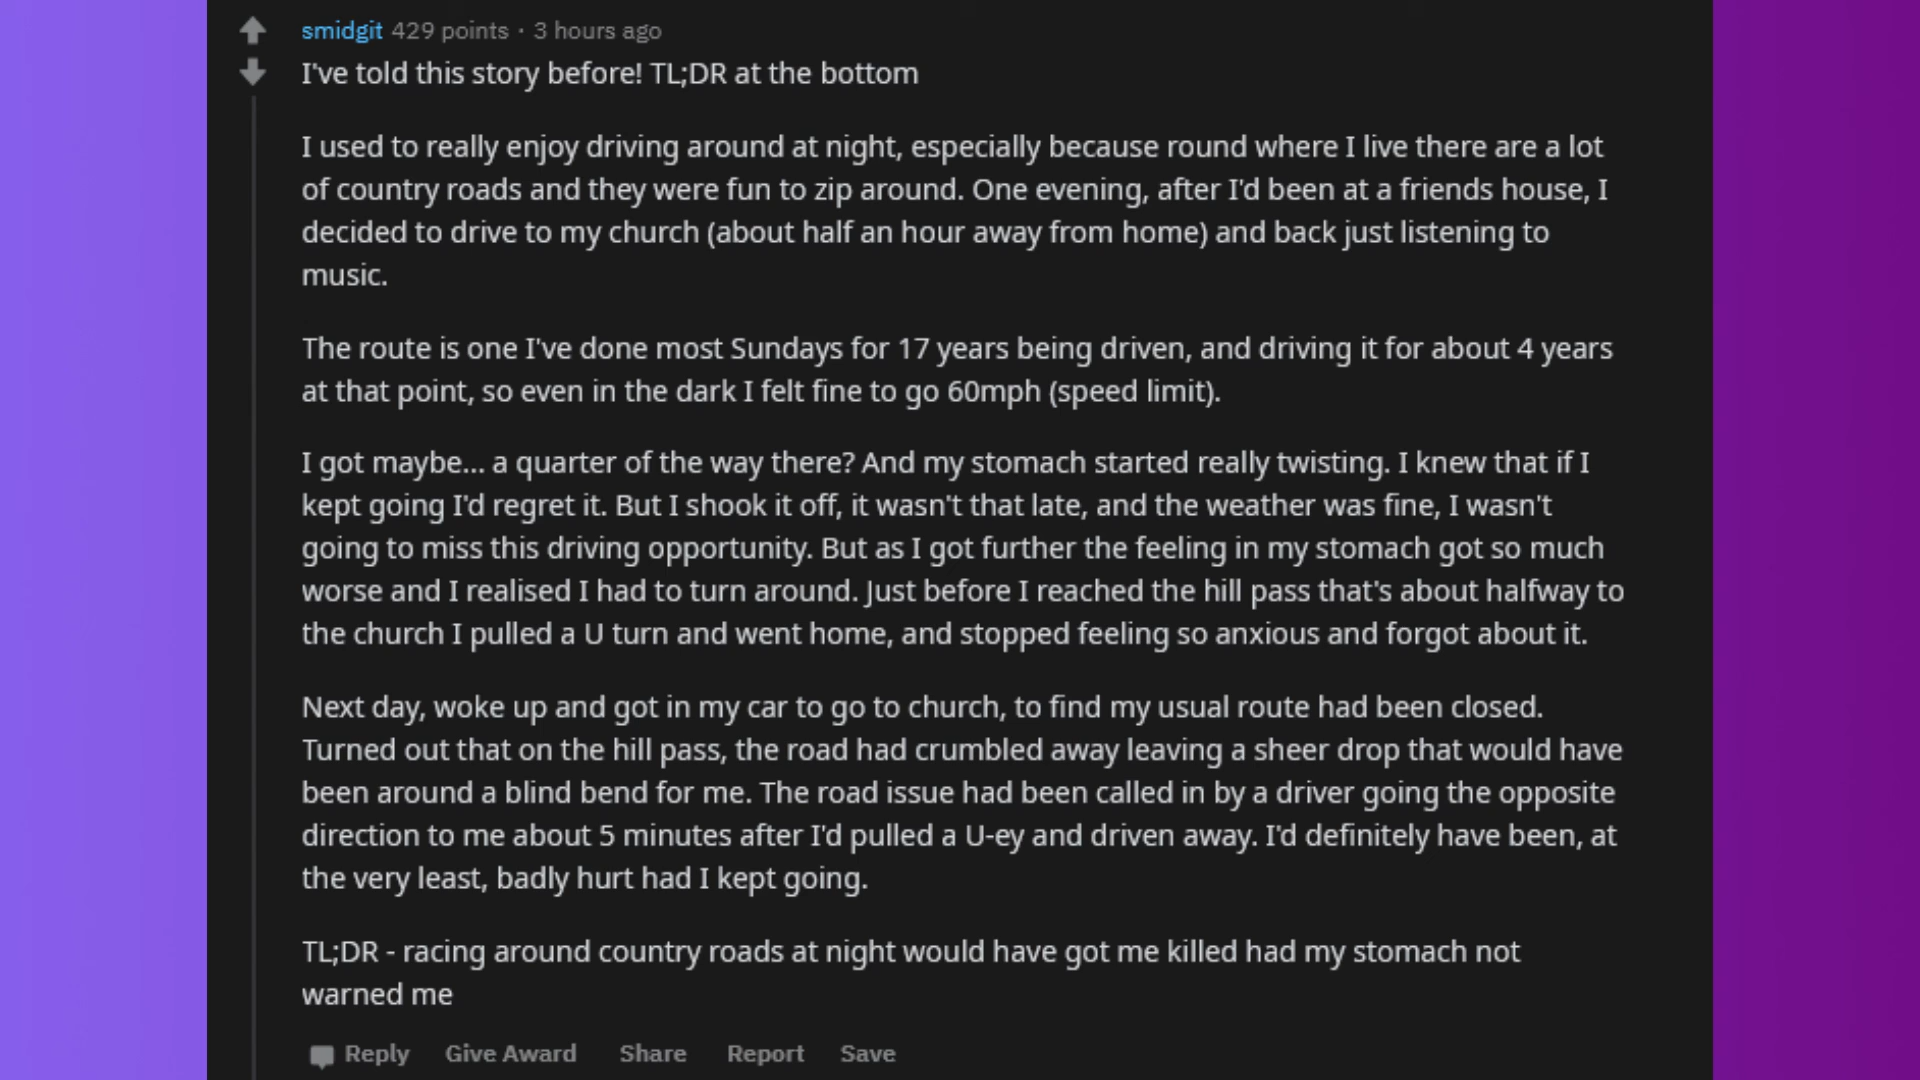 smidgit 429 points · 3 hours ago
I've told this story before! TL;DR at the bottom
I used to really enjoy driving around at night, especially because round where I live there are a lot
of country roads and they were fun to zip around. One evening, after I'd been at a friends house, I
decided to drive to my church (about half an hour away from home) and back just listening to
music.
The route is one I've done most Sundays for 17 years being driven, and driving it for about 4 years
at that point, so even in the dark I felt fine to go 60mph (speed limit).
I got maybe... a quarter of the way there? And my stomach started really twisting. I knew that if I
kept going I'd regret it. But I shook it off, it wasn't that late, and the weather was fine, I wasn't
going to miss this driving opportunity. But as I got further the feeling in my stomach got so much
worse and I realised I had to turn around. Just before I reached the hill pass that's about halfway to
the church I pulled a U turn and went home, and stopped feeling so anxious and forgot about it.
Next day, woke up and got in my car to go to church, to find my usual route had been closed.
Turned out that on the hill pass, the road had crumbled away leaving a sheer drop that would have
been around a blind bend for me. The road issue had been called in by a driver going the opposite
direction to me about 5 minutes after I'd pulled a U-ey and driven away. I'd definitely have been, at
the very least, badly hurt had I kept going.
TL;DR - racing around country roads at night would have got me killed had my stomach not
warned me
Reply Give Award Share Report Save